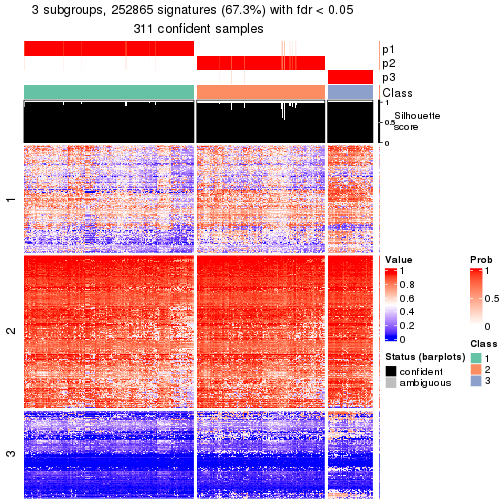 3 subgroups, 252865 signatures (67.3%) with fdr < 0.05
311 confident samples
p1
p2
p3
Class
1
0.5
0
Silhouette
score
1
2
3
Value
1
0.8
0.6
0.4
0.2
0
Prob
1
0.5
0
Status (barplots)
confident
ambiguous
Class
1
2
3